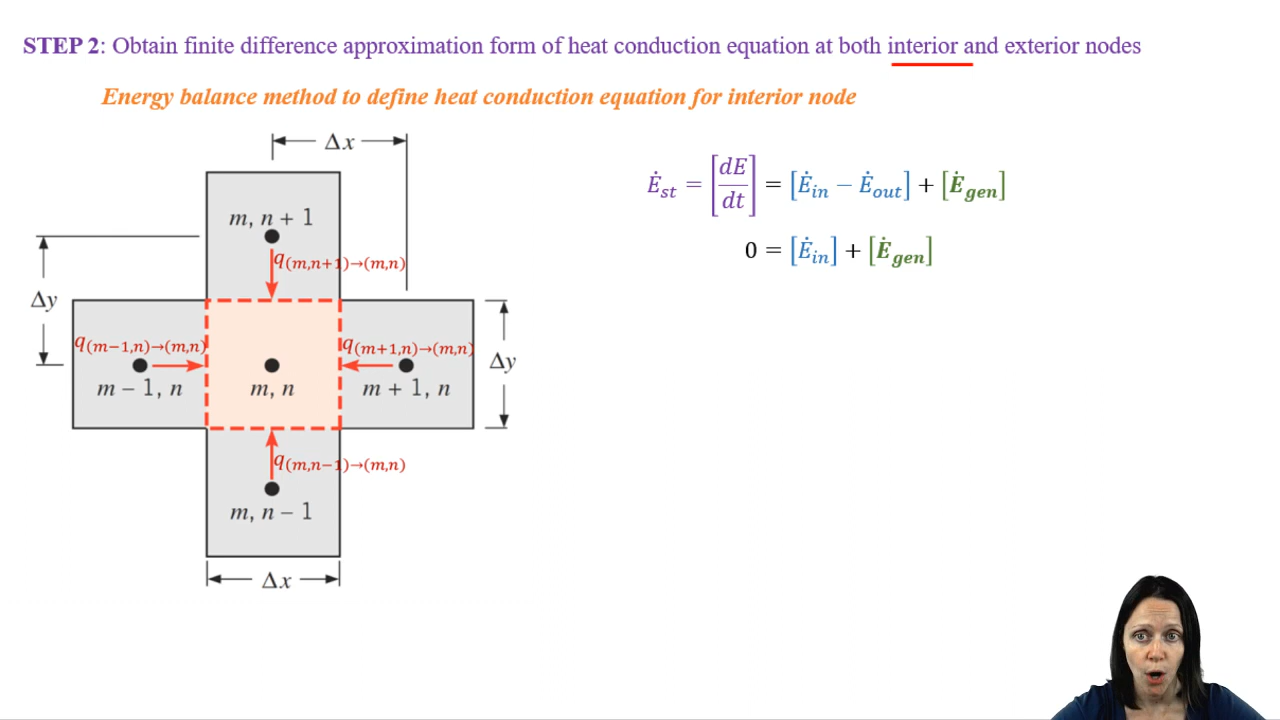 STEP 2: Obtain finite difference approximation form of heat conduction equation at both interior and exterior nodes
Energy balance method to define heat conduction equation for interior node
Δx
Ėst = [dE/dt] = [Ėin − Ėout] + [Ėgen]
m, n + 1
q(m,n+1)→(m,n)
0 = [Ėin] + [Ėgen]
Δy
q(m−1,n)→(m,n)
q(m+1,n)→(m,n)
Δy
m − 1, n
m, n
m + 1, n
q(m,n−1)→(m,n)
m, n − 1
Δx